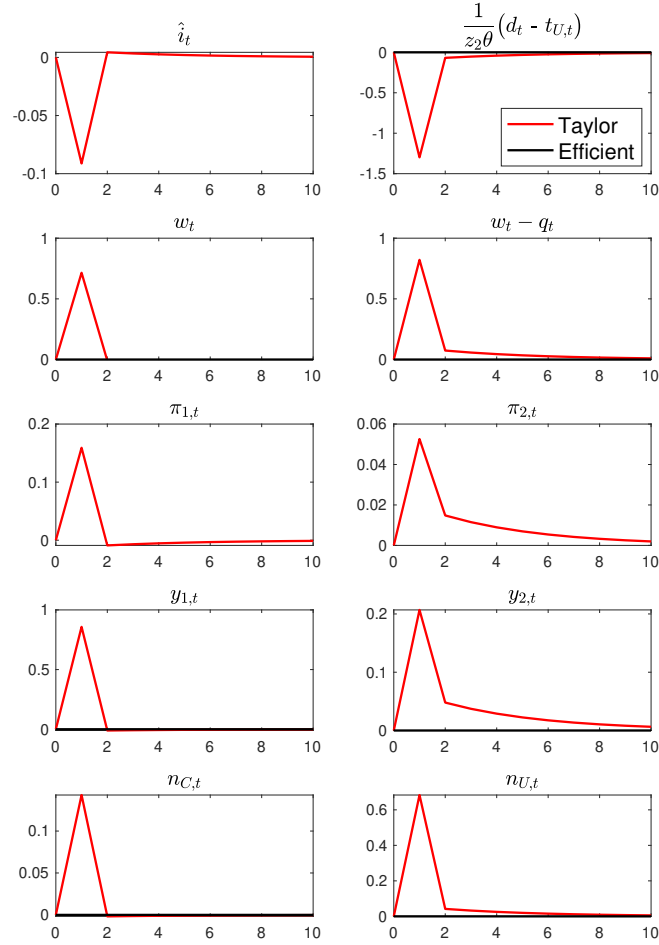 î_t
1/(z_2θ) (d_t - t_{U,t})
0
-0.05
-0.1
0 2 4 6 8 10
0
-0.5
-1
-1.5
0 2 4 6 8 10
Taylor
Efficient
w_t
1
0.5
0
0 2 4 6 8 10
w_t − q_t
1
0.5
0
0 2 4 6 8 10
π_{1,t}
0.2
0.1
0
0 2 4 6 8 10
π_{2,t}
0.06
0.04
0.02
0
0 2 4 6 8 10
y_{1,t}
1
0.5
0
0 2 4 6 8 10
y_{2,t}
0.2
0.1
0
0 2 4 6 8 10
n_{C,t}
0.1
0.05
0
0 2 4 6 8 10
n_{U,t}
0.6
0.4
0.2
0
0 2 4 6 8 10